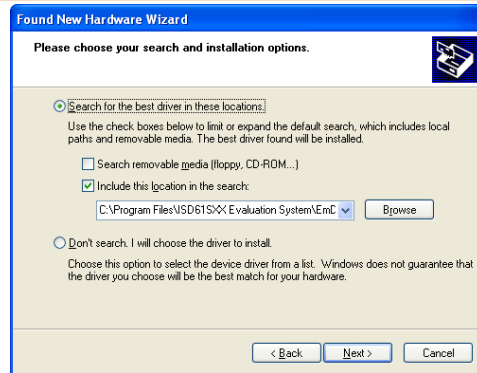 Found New Hardware Wizard
Please choose your search and installation options.
Search for the best driver in these locations.
Use the check boxes below to limit or expand the default search, which includes local
paths and removable media. The best driver found will be installed.
Search removable media (floppy, CD-ROM...)
Include this location in the search:
C:\Program Files\ISD61SXX Evaluation System\EmD
Browse
Don't search. I will choose the driver to install.
Choose this option to select the device driver from a list. Windows does not guarantee that
the driver you choose will be the best match for your hardware.
< Back
Next >
Cancel